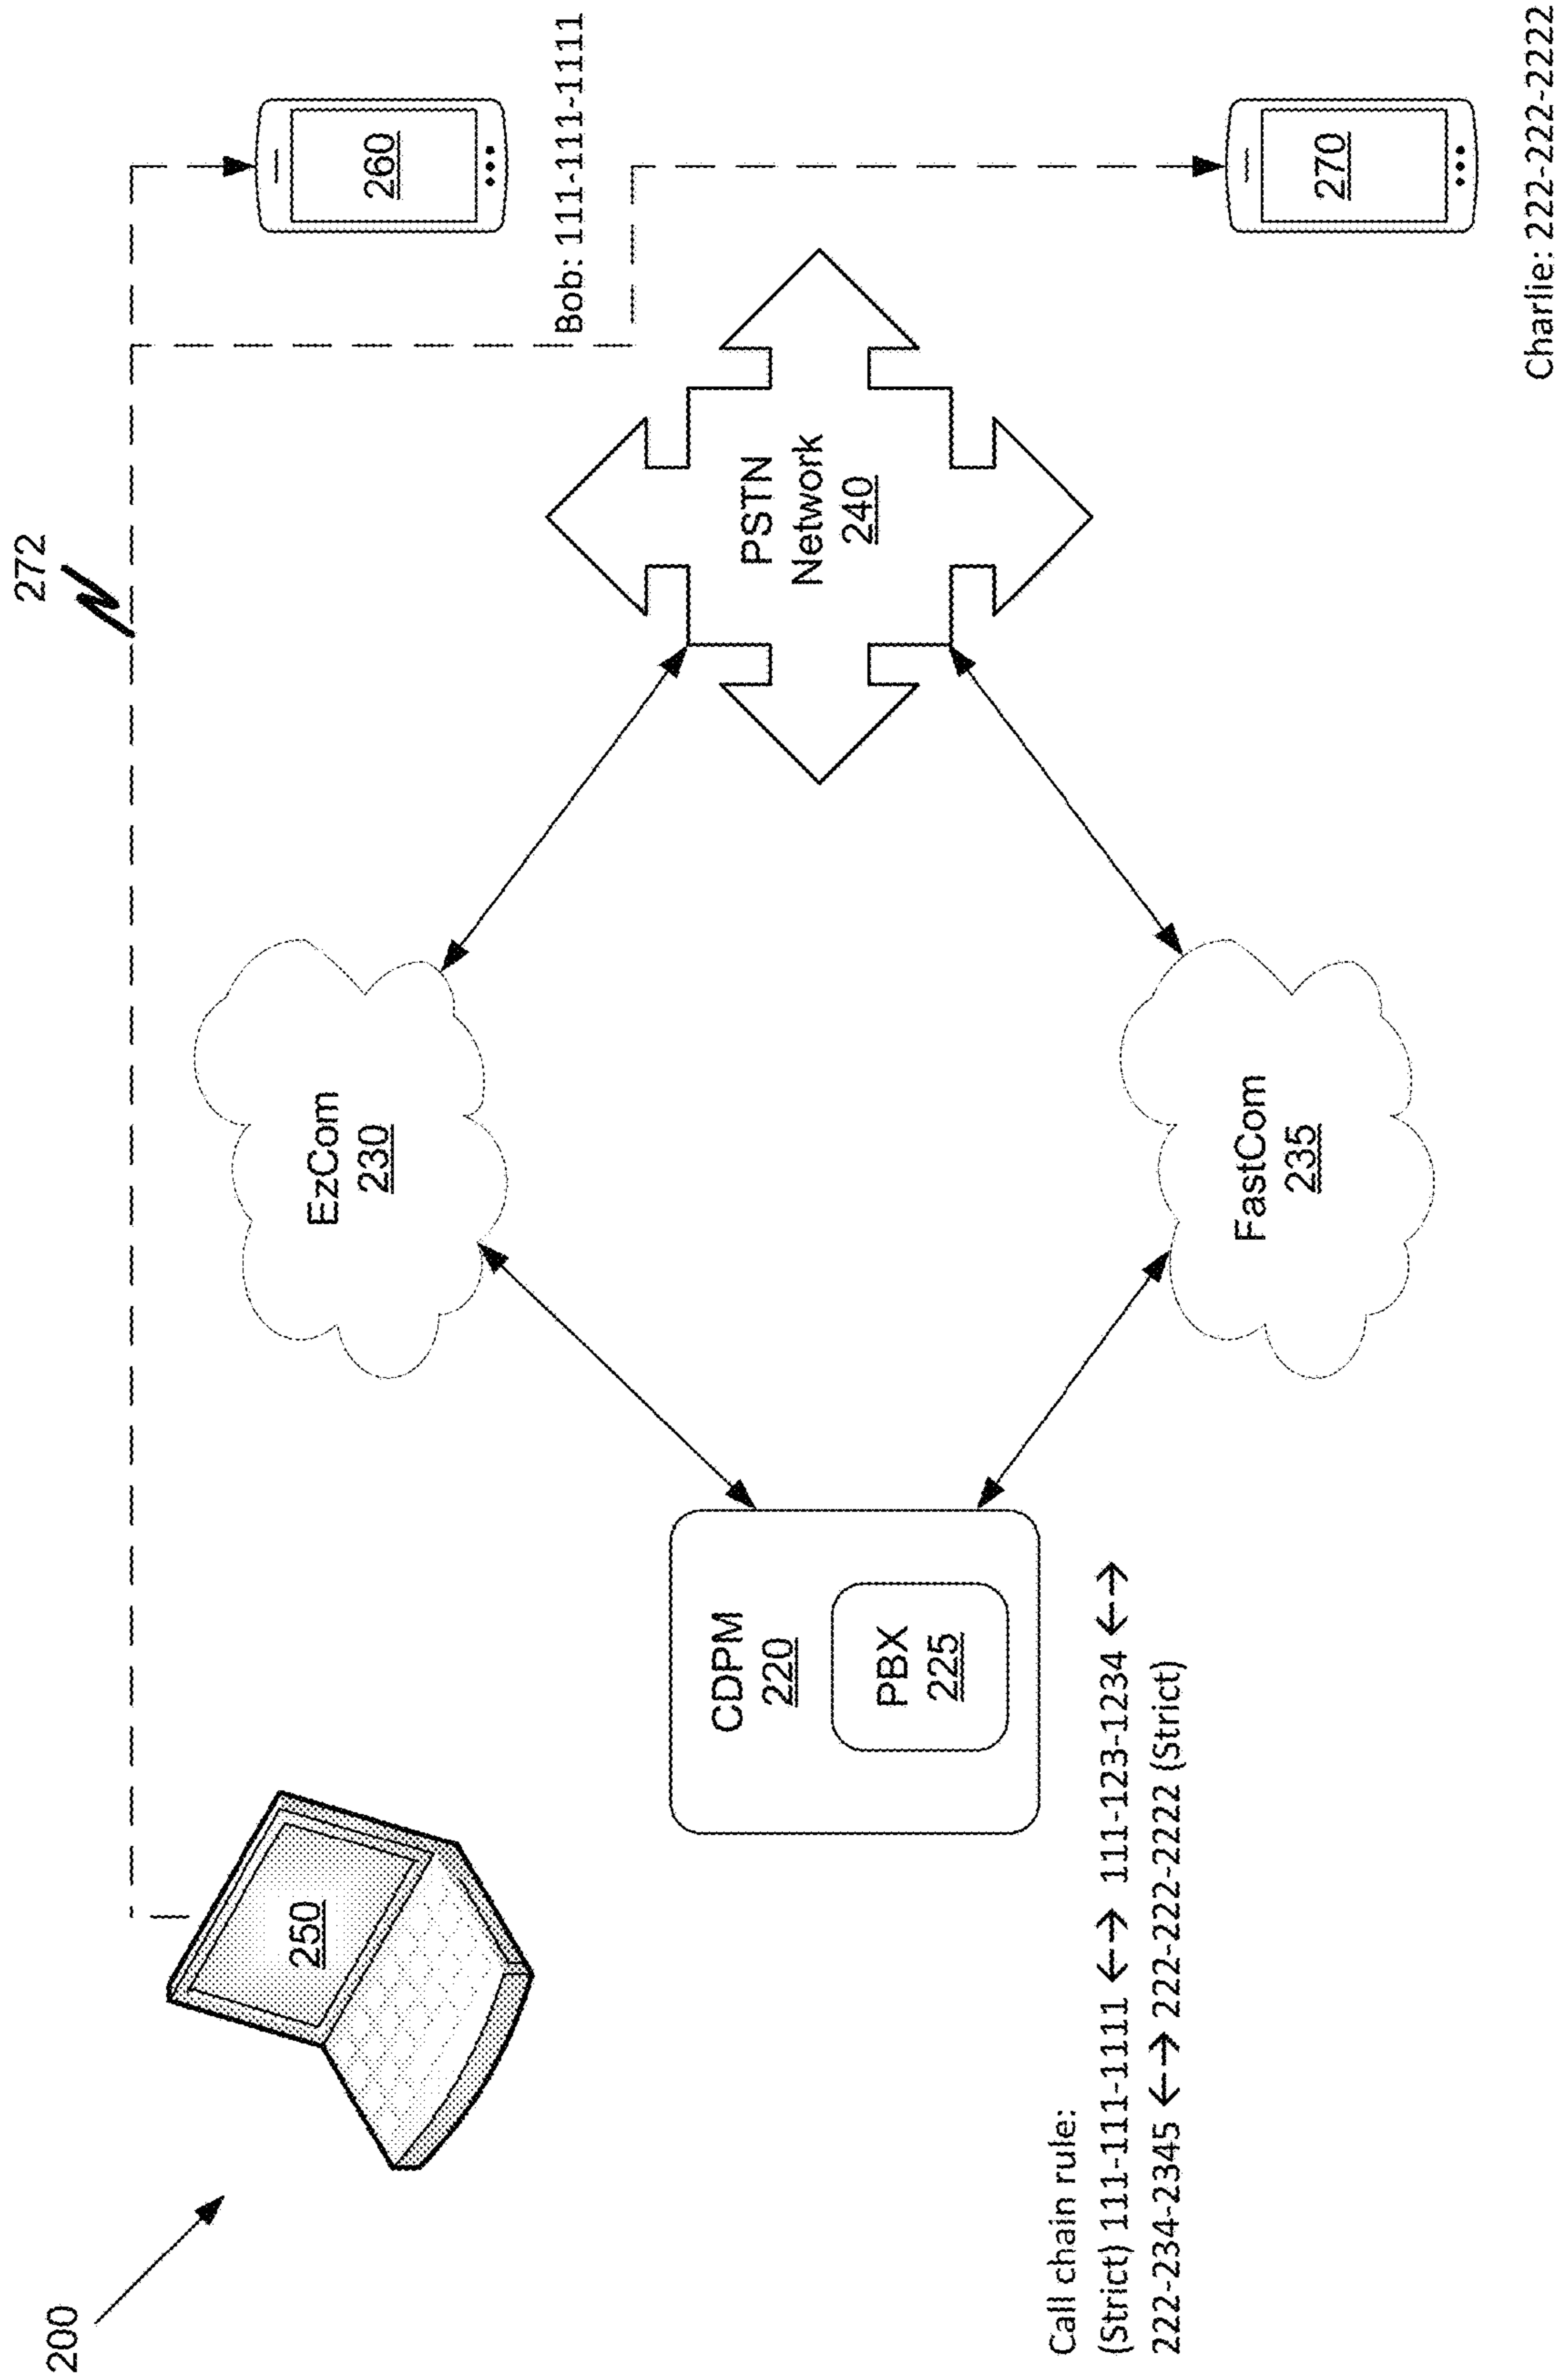 200
272
250
EzCom
230
260
Bob: 111-111-1111
CDPM
220
PBX
225
PSTN
Network
240
Call chain rule:
(Strict) 111-111-1111 ←→ 111-123-1234 ←→
222-234-2345 ←→ 222-222-2222 (Strict)
FastCom
235
270
Charlie: 222-222-2222